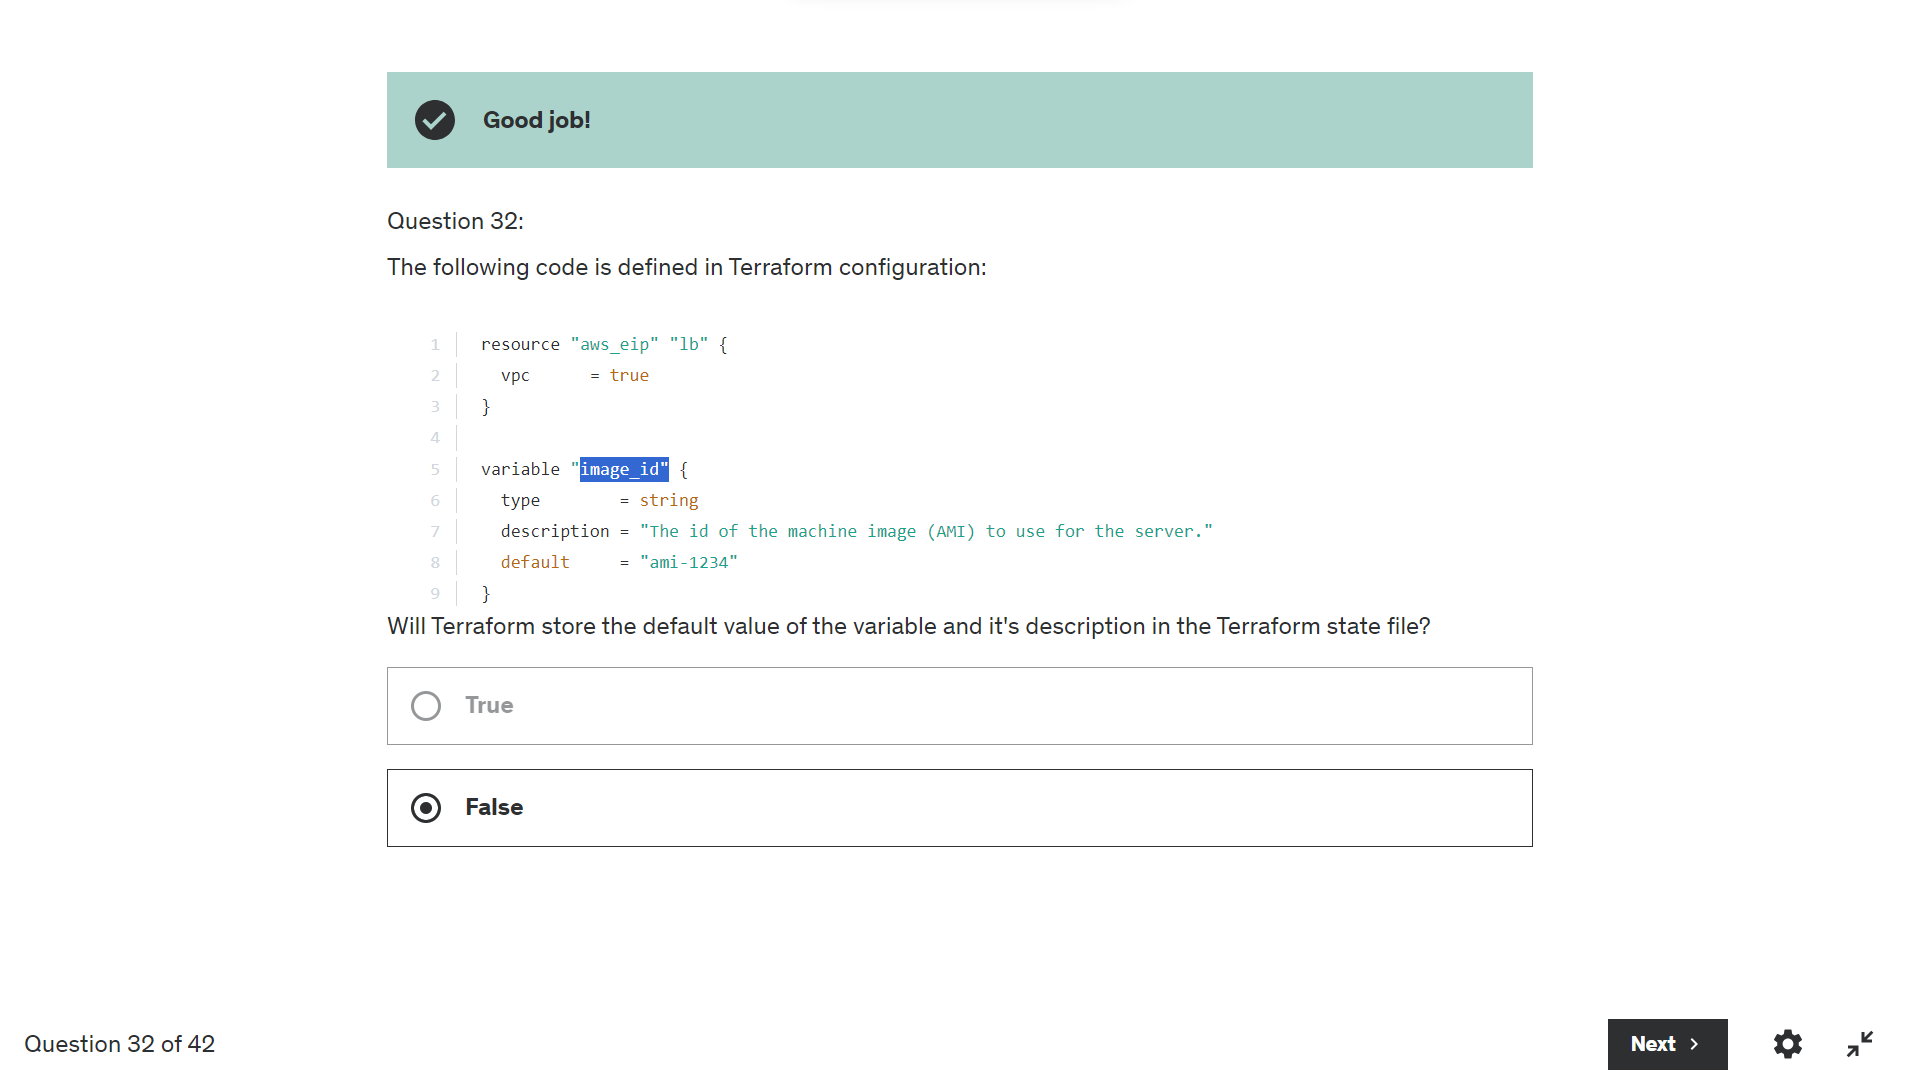 Good job!
Question 32:
The following code is defined in Terraform configuration:
1 resource "aws_eip" "lb" {
2 vpc = true
3 }
4
5 variable "image_id" {
6 type = string
7 description = "The id of the machine image (AMI) to use for the server."
8 default = "ami-1234"
9 }
Will Terraform store the default value of the variable and it's description in the Terraform state file?
True
False
Question 32 of 42
Next